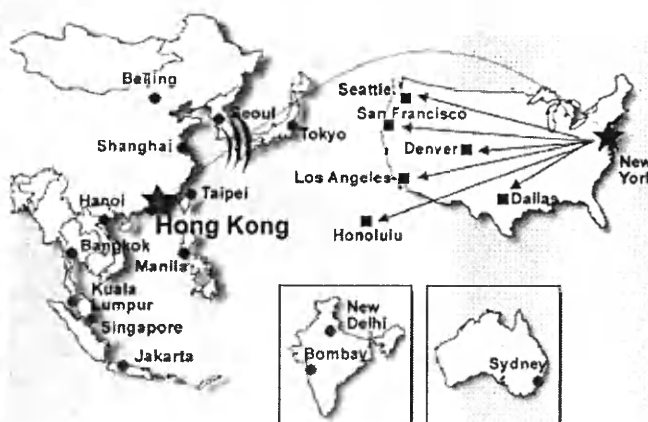 Beijing
Seoul
Tokyo
Shanghai
Taipei
Hanoi
Hong Kong
Bangkok
Manila
Kuala
Lumpur
Singapore
Jakarta
Seattle
San Francisco
Denver
New
York
Los Angeles
Dallas
Honolulu
New
Delhi
Bombay
Sydney